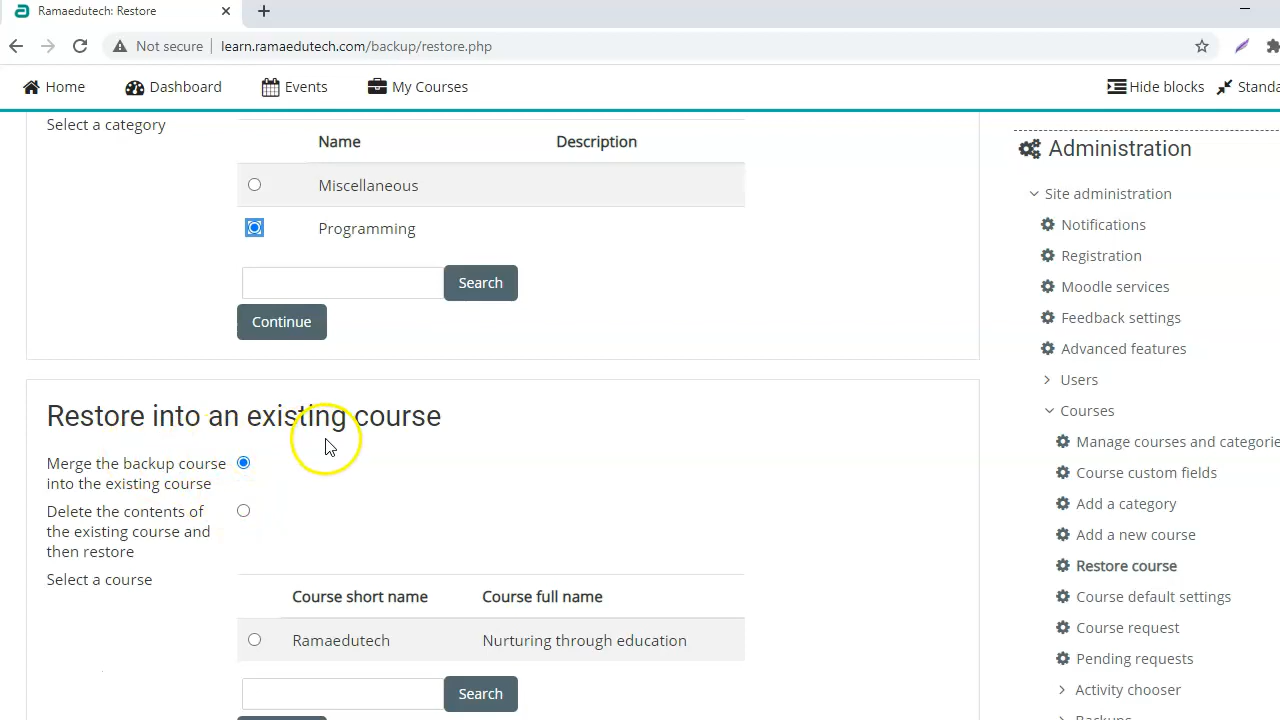 Ramaedutech: Restore
Not secure learn.ramaedutech.com/backup/restore.php
Home Dashboard Events My Courses Hide blocks Standa
Select a category
Name Description
Miscellaneous
Programming
Search
Continue
Restore into an existing course
Merge the backup course
into the existing course
Delete the contents of
the existing course and
then restore
Select a course
Course short name Course full name
Ramaedutech Nurturing through education
Search
Administration
Site administration
Notifications
Registration
Moodle services
Feedback settings
Advanced features
Users
Courses
Manage courses and categorie
Course custom fields
Add a category
Add a new course
Restore course
Course default settings
Course request
Pending requests
Activity chooser
Backups